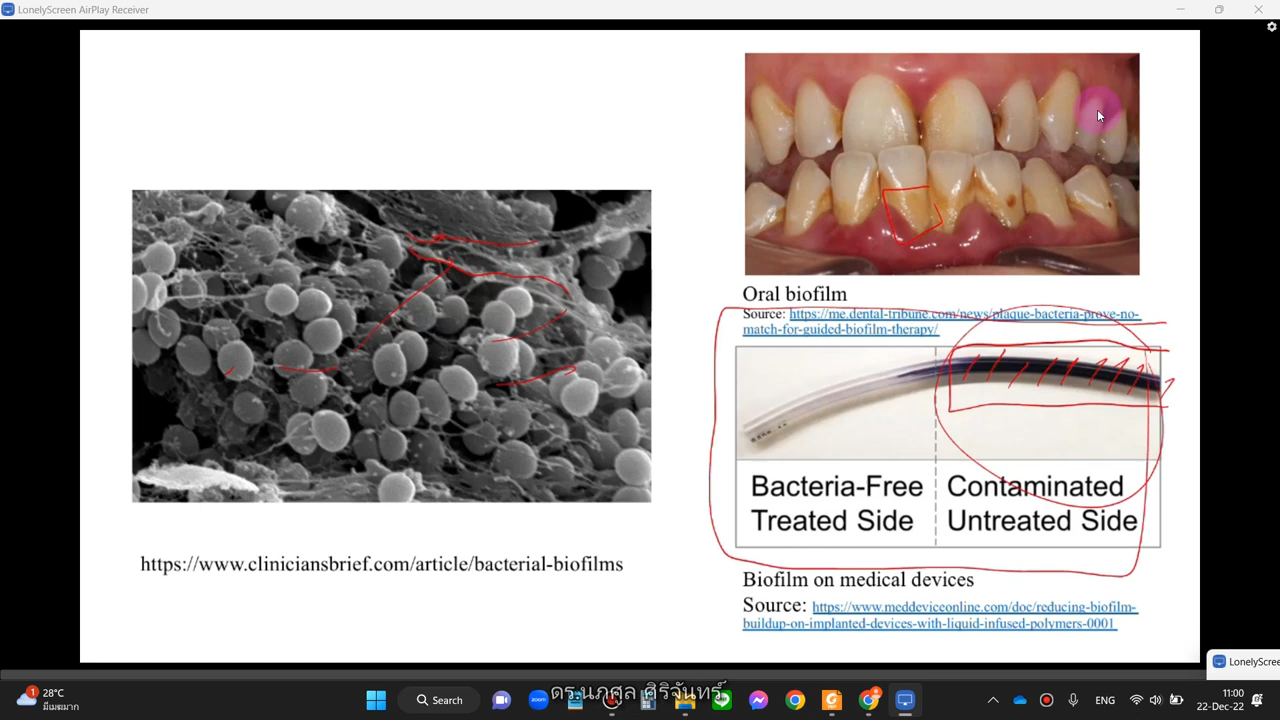 LonelyScreen AirPlay Receiver
Oral biofilm
Source: https://me.dental-tribune.com/news/plaque-bacteria-prove-no-
match-for-guided-biofilm-therapy/
Bacteria-Free
Treated Side
Contaminated
Untreated Side
https://www.cliniciansbrief.com/article/bacterial-biofilms
Biofilm on medical devices
Source: https://www.meddeviceonline.com/doc/reducing-biofilm-
buildup-on-implanted-devices-with-liquid-infused-polymers-0001
LonelyScree
1
28°C
มีเมฆมาก
Search
ดร.นภศล ศิริจันทร์
ENG
11:00
22-Dec-22